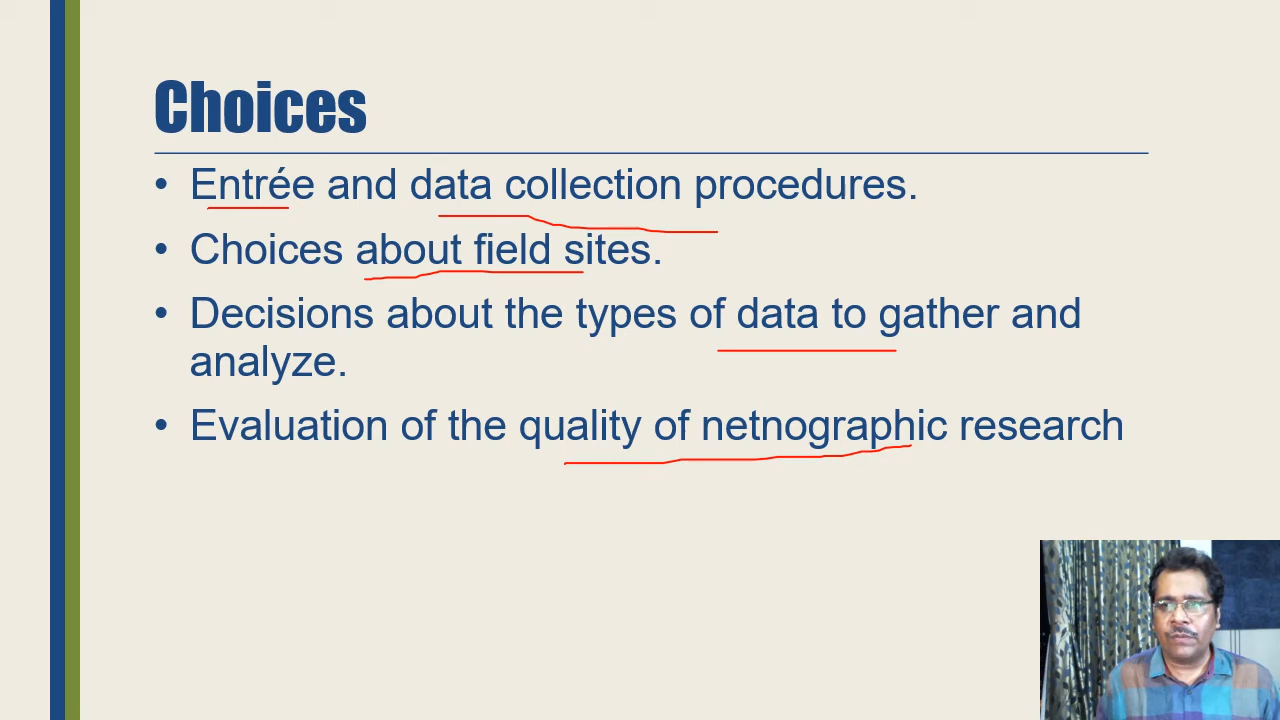 Choices
• Entrée and data collection procedures.
• Choices about field sites.
• Decisions about the types of data to gather and
analyze.
• Evaluation of the quality of netnographic research